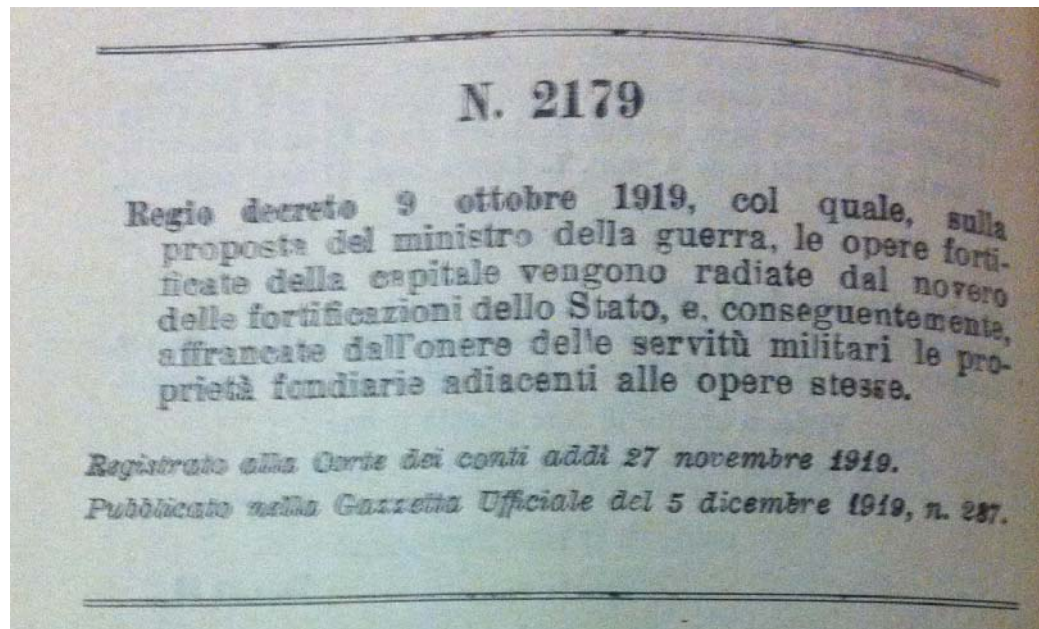 N. 2179
Regio decreto 9 ottobre 1919, col quale, sulla
proposta del ministro della guerra, le opere forti-
ficate della capitale vengono radiate dal novero
delle fortificazioni dello Stato, e. conseguentemente,
affrancate dall'onere delle servitù militari le pro-
prietà fondiarie adiacenti alle opere stesse.
Registrato alla Corte dei conti addì 27 novembre 1919.
Pubblicato nella Gazzetta Ufficiale del 5 dicembre 1919, n. 287.